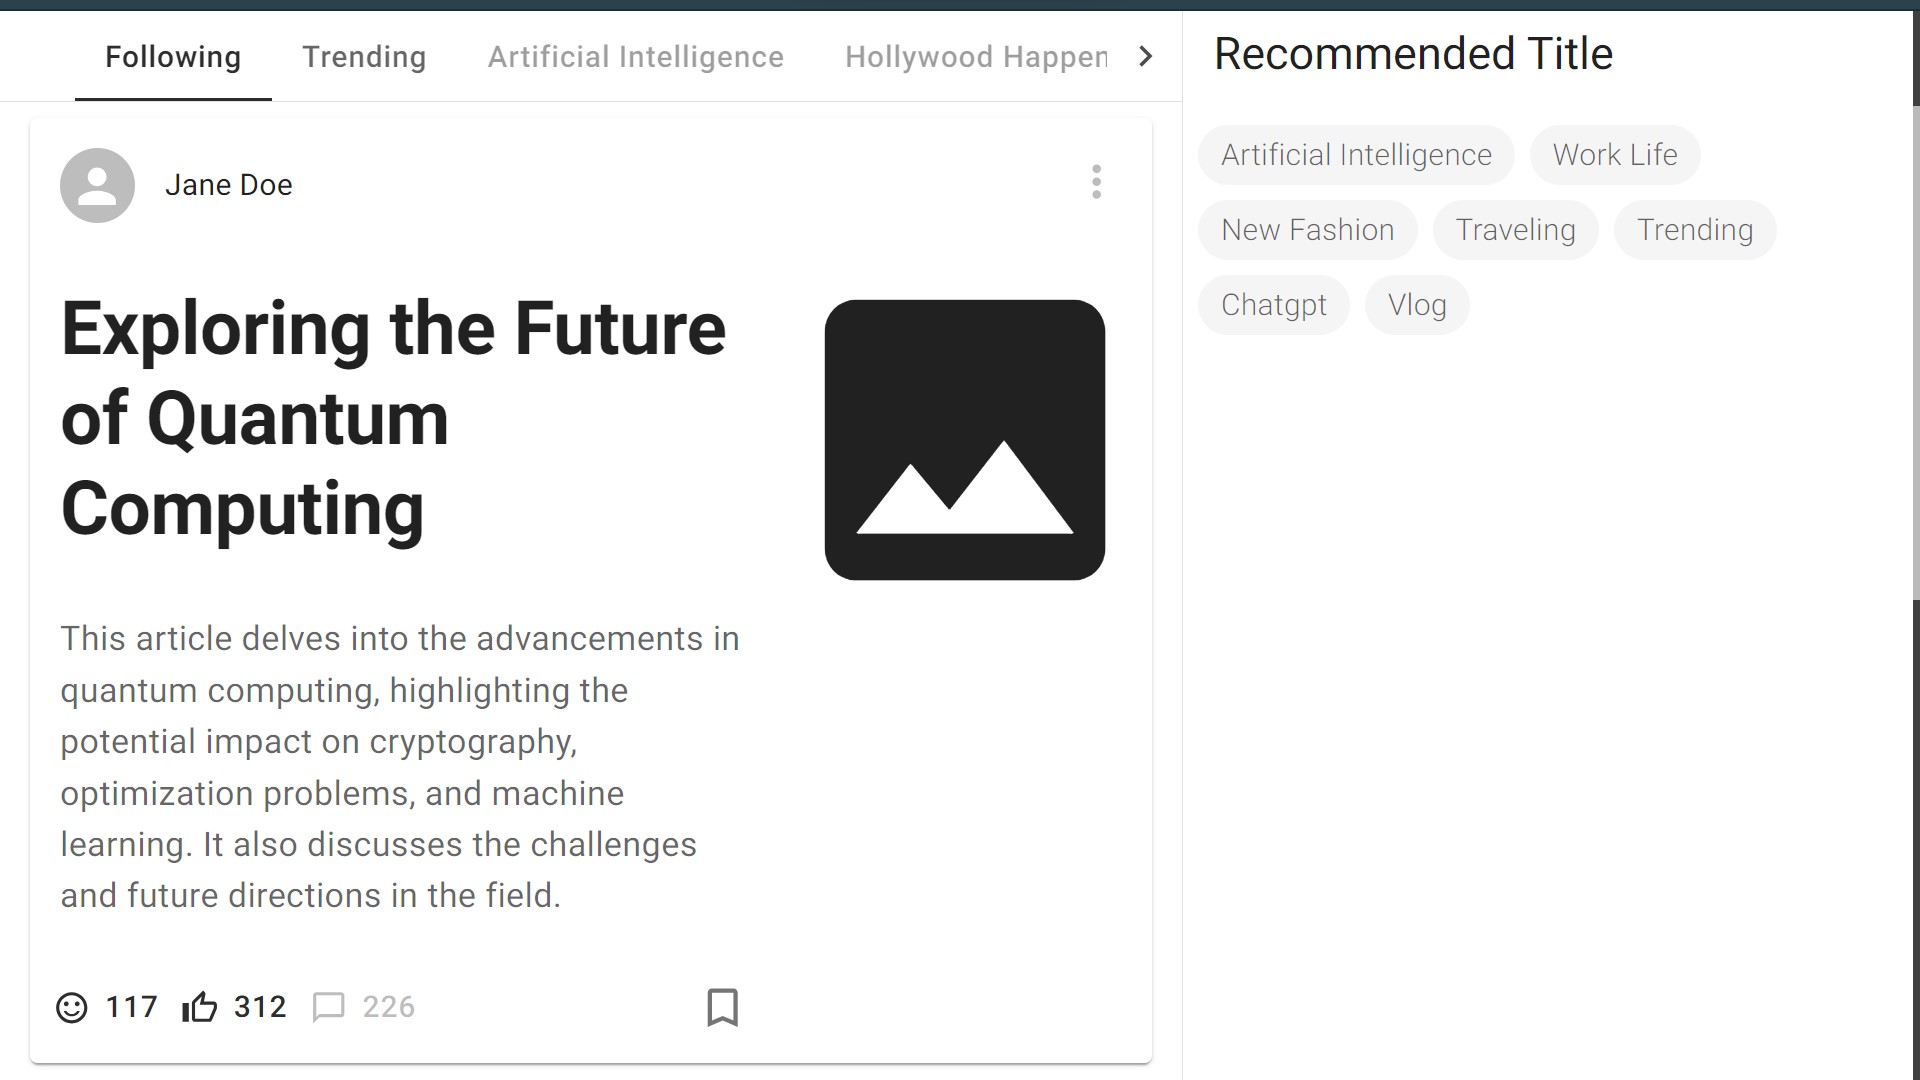 Following Trending Artificial Intelligence Hollywood Happen
Recommended Title
Jane Doe
Exploring the Future
of Quantum
Computing
This article delves into the advancements in
quantum computing, highlighting the
potential impact on cryptography,
optimization problems, and machine
learning. It also discusses the challenges
and future directions in the field.
117 312 226
Artificial Intelligence Work Life
New Fashion Traveling Trending
Chatgpt Vlog